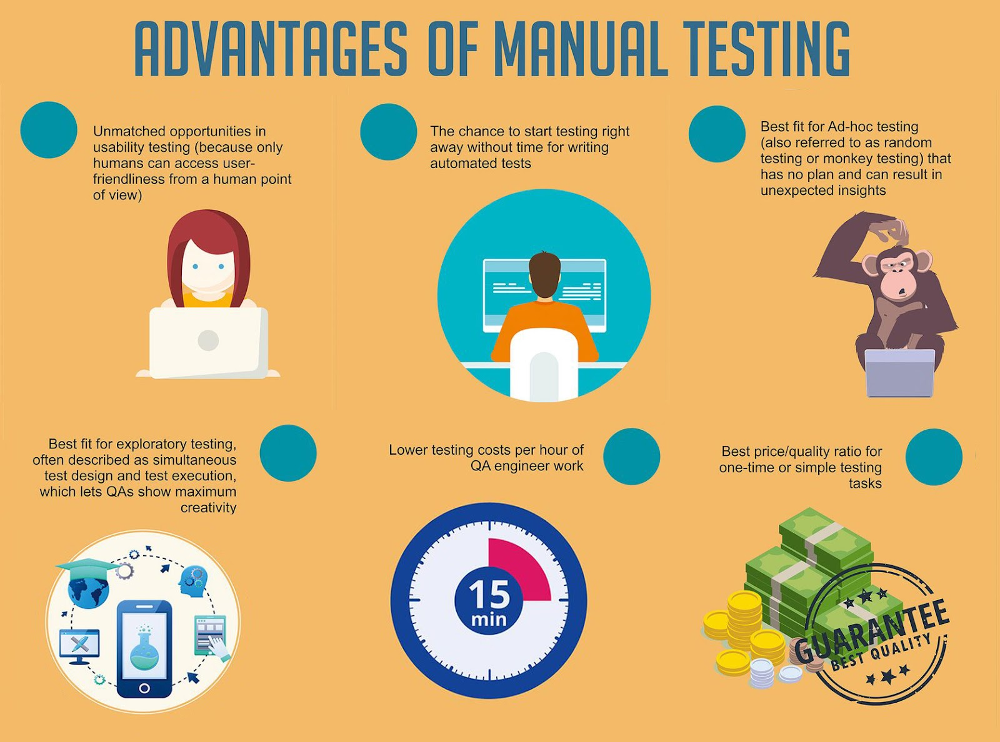 ADVANTAGES OF MANUAL TESTING
Unmatched opportunities in
usability testing (because only
humans can access user-
friendliness from a human point
of view)
The chance to start testing right
away without time for writing
automated tests
Best fit for Ad-hoc testing
(also referred to as random
testing or monkey testing) that
has no plan and can result in
unexpected insights
Best fit for exploratory testing,
often described as simultaneous
test design and test execution,
which lets QAs show maximum
creativity
Lower testing costs per hour of
QA engineer work
15
min
Best price/quality ratio for
one-time or simple testing
tasks
GUARANTEE
BEST QUALITY